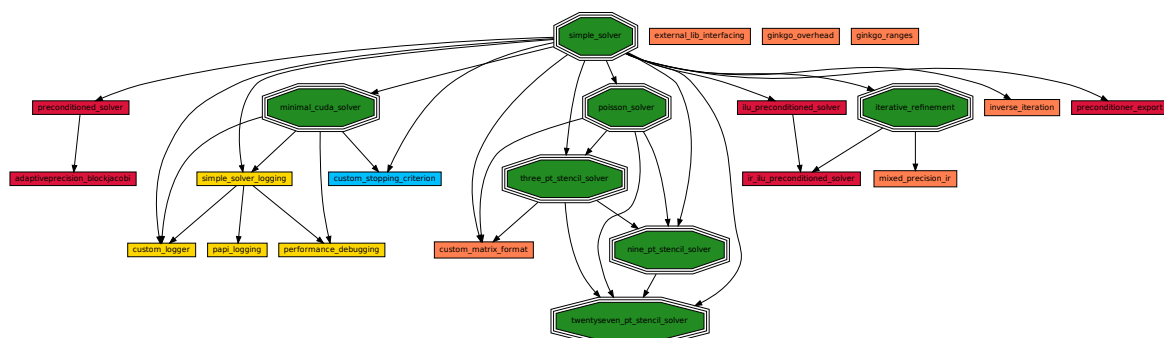 simple_solver
external_lib_interfacing
ginkgo_overhead
ginkgo_ranges
preconditioned_solver
minimal_cuda_solver
poisson_solver
ilu_preconditioned_solver
iterative_refinement
inverse_iteration
preconditioner_export
adaptiveprecision_blockjacobi
simple_solver_logging
custom_stopping_criterion
three_pt_stencil_solver
ir_ilu_preconditioned_solver
mixed_precision_ir
custom_logger
papi_logging
performance_debugging
custom_matrix_format
nine_pt_stencil_solver
twentyseven_pt_stencil_solver